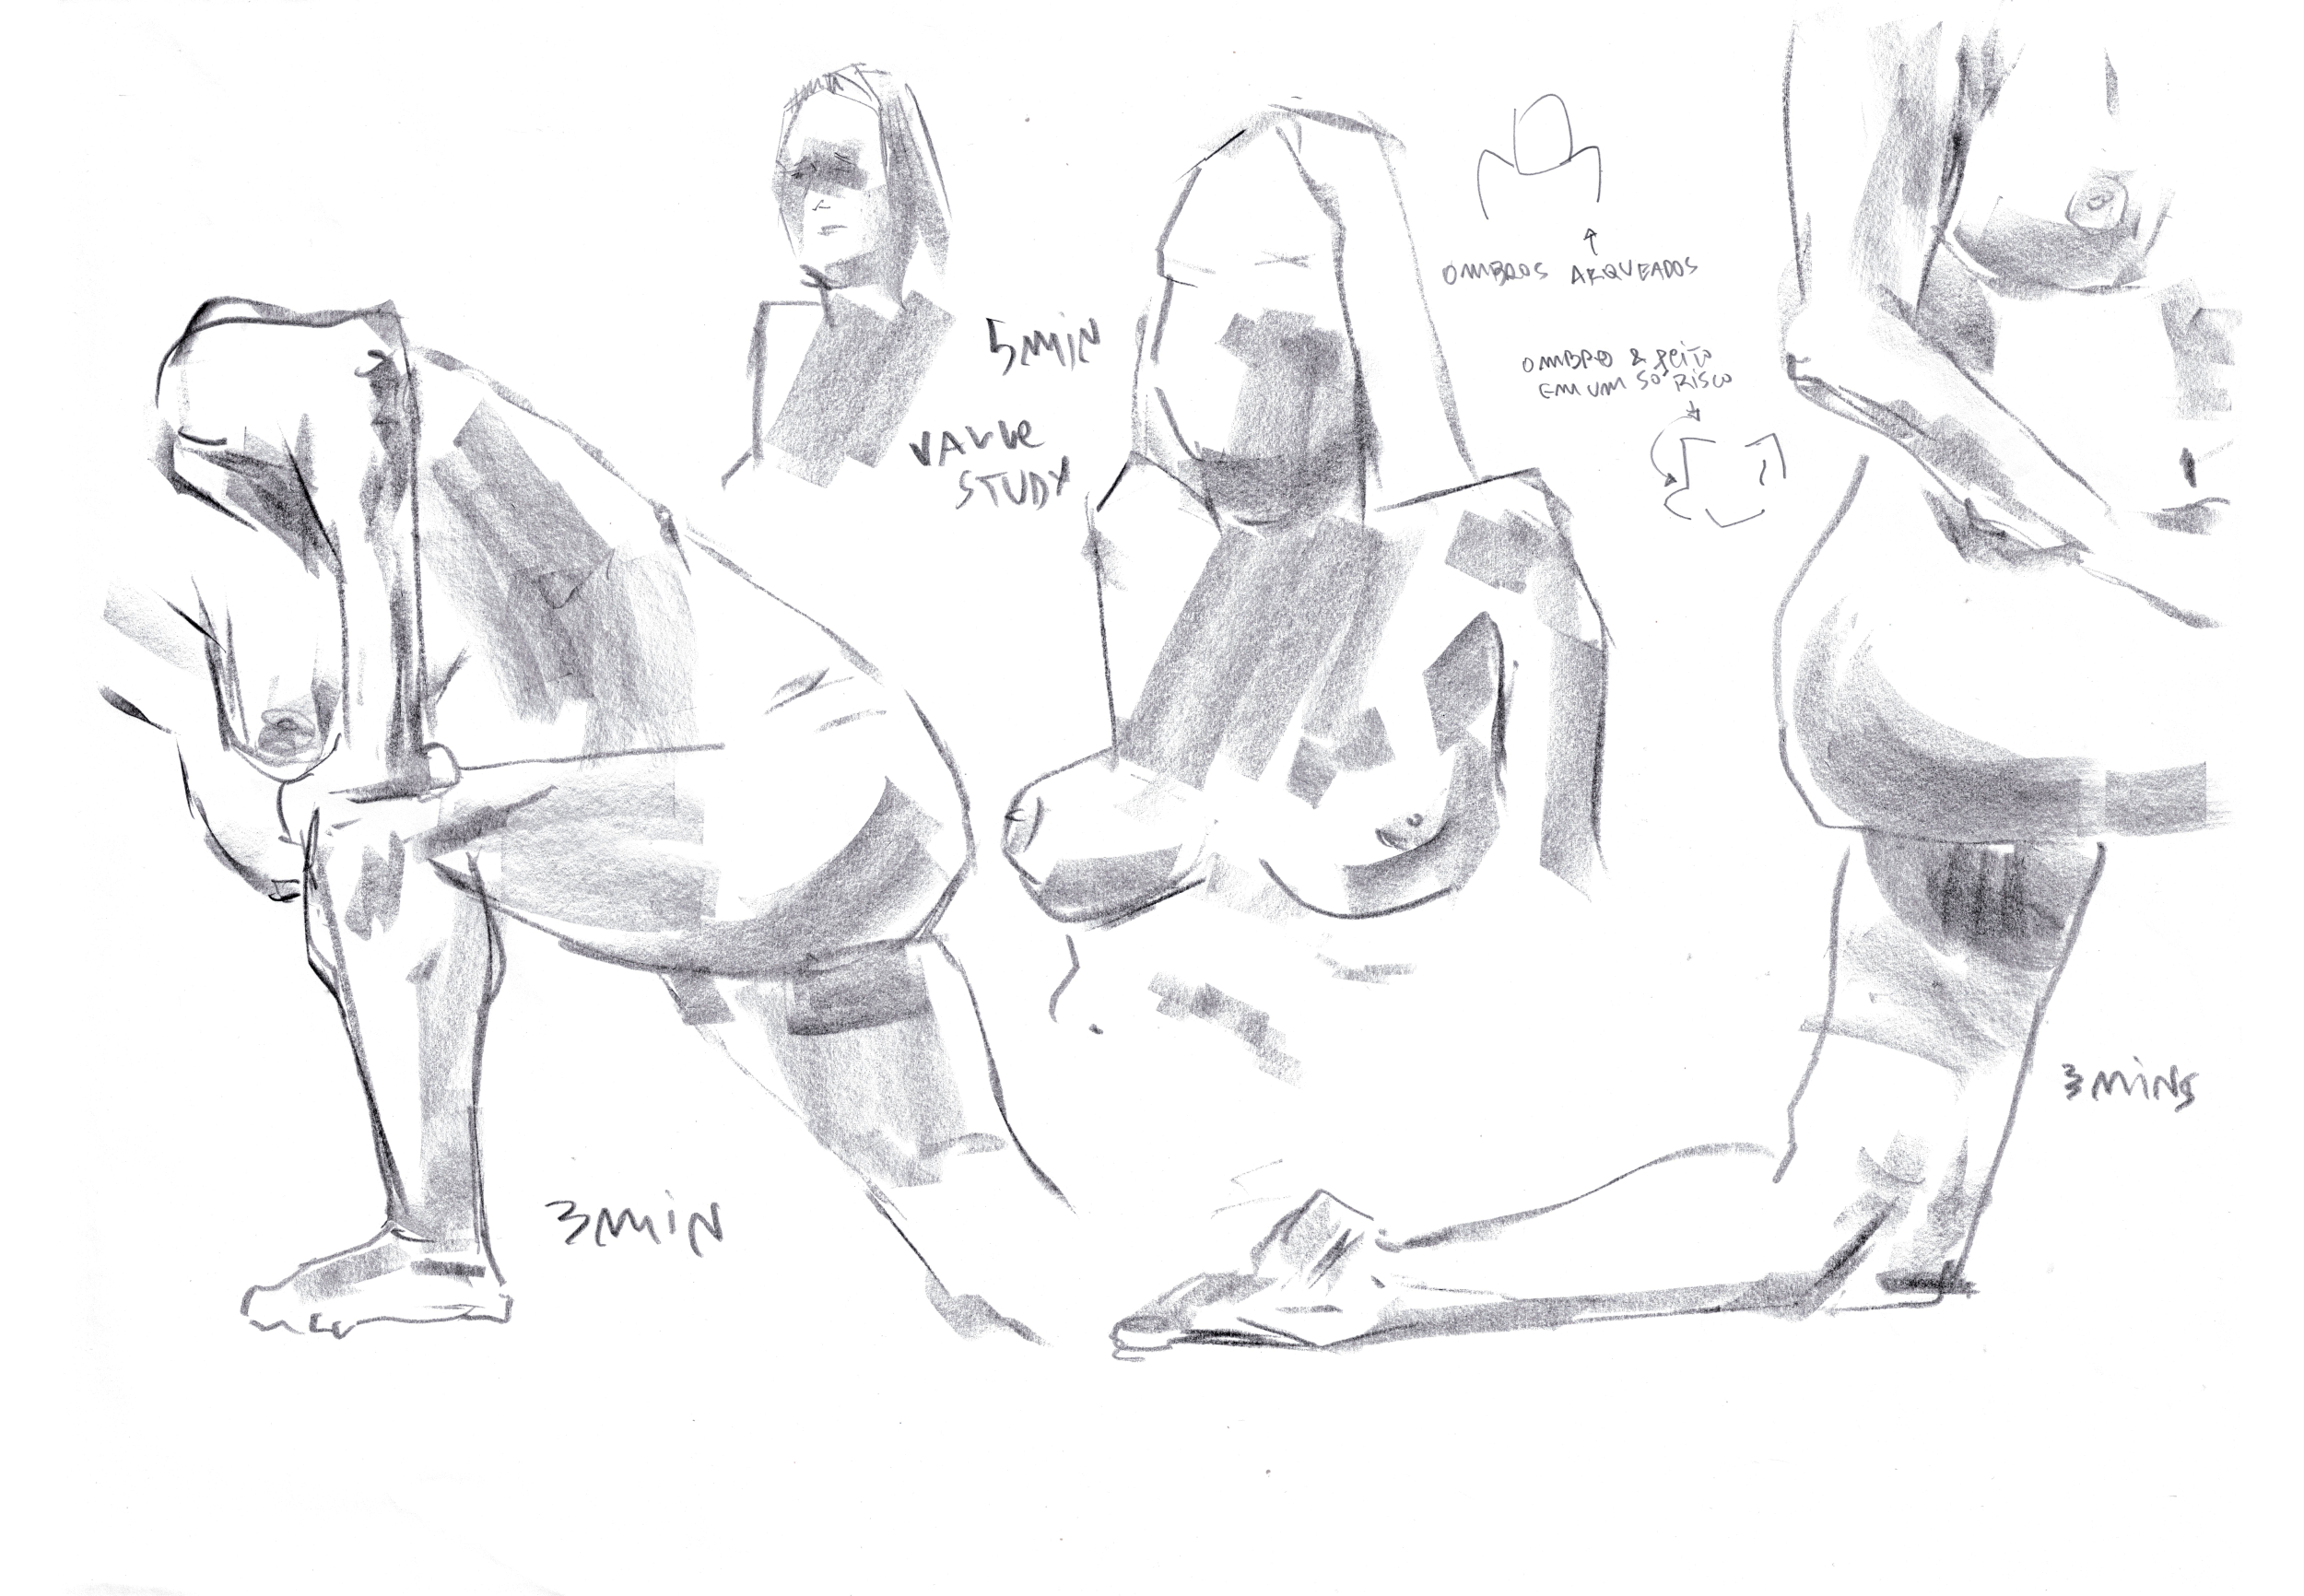 5MIN
VALUE
STUDY
OMBROS ARQUEADOS
OMBRO & PEITO
EM UM SÓ RISCO
3MINS
3MIN